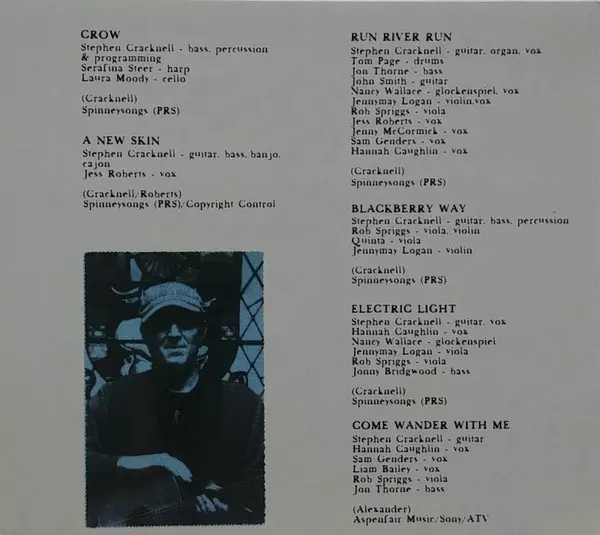 CROW
Stephen Cracknell - bass, percussion
& programming
Serafina Steer - harp
Laura Moody - cello
(Cracknell)
Spinneysongs (PRS)
A NEW SKIN
Stephen Cracknell - guitar, bass, banjo,
cajon
Jess Roberts - vox
(Cracknell/Roberts)
Spinneysongs (PRS)/Copyright Control
RUN RIVER RUN
Stephen Cracknell - guitar, organ, vox
Tom Page - drums
Jon Thorne - bass
John Smith - guitar
Nancy Wallace - glockenspiel, vox
Jennymay Logan - violin,vox
Rob Spriggs - viola
Jess Roberts - vox
Jenny McCormick - vox
Sam Genders - vox
Hannah Caughlin - vox
(Cracknell)
Spinneysongs (PRS)
BLACKBERRY WAY
Stephen Cracknell - guitar, bass, percussion
Rob Spriggs - viola, violin
Quinta - viola
Jennymay Logan - violin
(Cracknell)
Spinneysongs (PRS)
ELECTRIC LIGHT
Stephen Cracknell - guitar, vox
Hannah Caughlin - vox
Nancy Wallace - glockenspiel
Jennymay Logan - viola
Rob Spriggs - viola
Jonny Bridgwood - bass
(Cracknell)
Spinneysongs (PRS)
COME WANDER WITH ME
Stephen Cracknell - guitar
Hannah Caughlin - vox
Sam Genders - vox
Liam Bailey - vox
Rob Spriggs - viola
Jon Thorne - bass
(Alexander)
Aspenfair Music/Sony/ATV